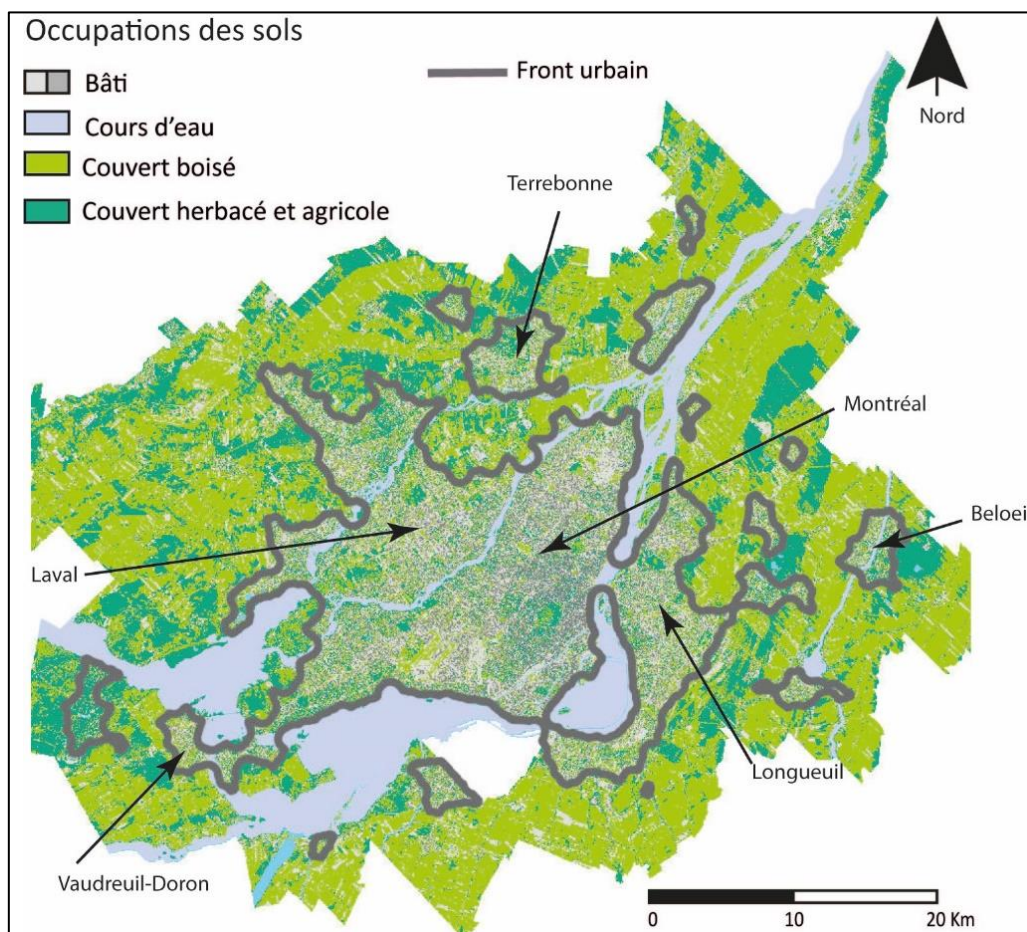 Occupations des sols
Bâti
Front urbain
Cours d'eau
Nord
Couvert boisé
Terrebonne
Couvert herbacé et agricole
Montréal
Beloei
Laval
Longueuil
Vaudreuil-Doron
0 10 20 Km